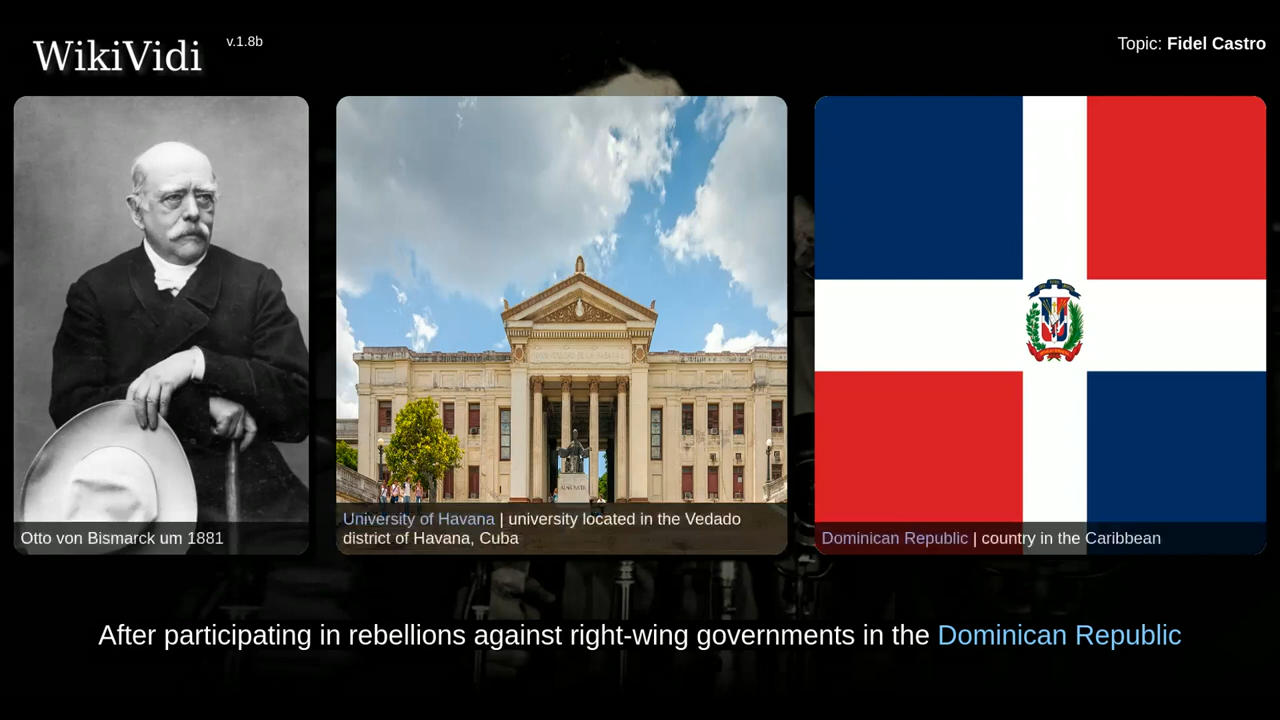 WikiVidi
v.1.8b
Topic: Fidel Castro
Otto von Bismarck um 1881
University of Havana | university located in the Vedado
district of Havana, Cuba
Dominican Republic | country in the Caribbean
After participating in rebellions against right-wing governments in the Dominican Republic